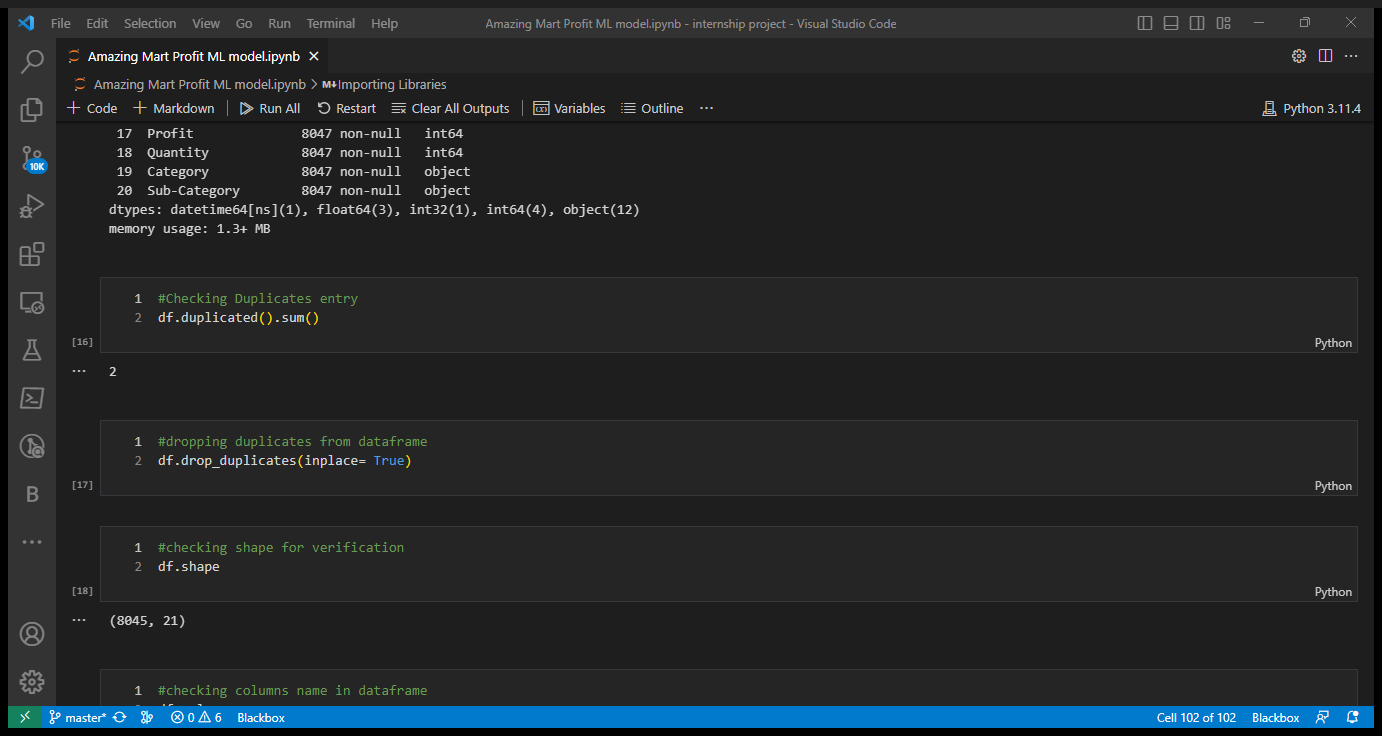 File Edit Selection View Go Run Terminal Help Amazing Mart Profit ML model.ipynb - internship project - Visual Studio Code
Amazing Mart Profit ML model.ipynb
Amazing Mart Profit ML model.ipynb > M↓Importing Libraries
+ Code + Markdown Run All Restart Clear All Outputs Variables Outline ... Python 3.11.4
17 Profit 8047 non-null int64
18 Quantity 8047 non-null int64
19 Category 8047 non-null object
20 Sub-Category 8047 non-null object
dtypes: datetime64[ns](1), float64(3), int32(1), int64(4), object(12)
memory usage: 1.3+ MB
1 #Checking Duplicates entry
2 df.duplicated().sum()
[16] Python
... 2
1 #dropping duplicates from dataframe
2 df.drop_duplicates(inplace= True)
[17] Python
1 #checking shape for verification
2 df.shape
[18] Python
... (8045, 21)
1 #checking columns name in dataframe
10K
B
master* 0 6 Blackbox Cell 102 of 102 Blackbox